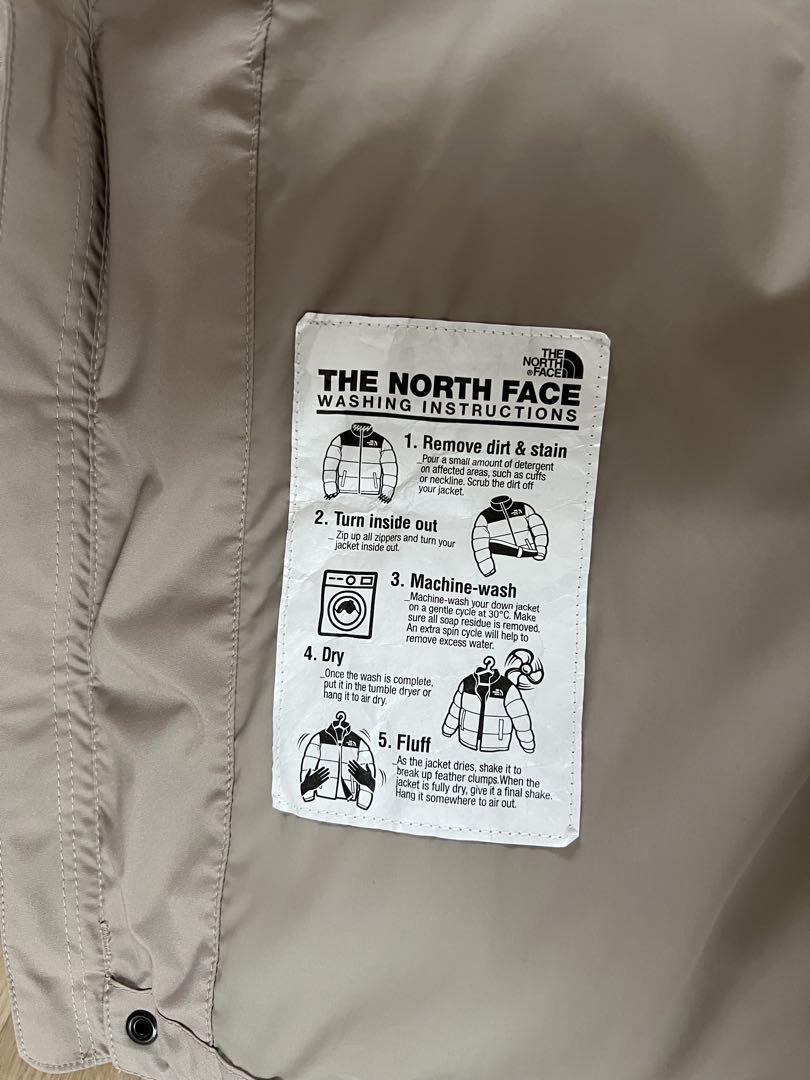 THE
NORTH
®FACE
THE NORTH FACE
WASHING INSTRUCTIONS
1. Remove dirt & stain
_Pour a small amount of detergent
on affected areas, such as cuffs
or neckline. Scrub the dirt off
your jacket.
2. Turn inside out
_ Zip up all zippers and turn your
jacket inside out.
3. Machine-wash
_Machine-wash your down jacket
on a gentle cycle at 30°C. Make
sure all soap residue is removed.
An extra spin cycle will help to
remove excess water.
4. Dry
_Once the wash is complete,
put it in the tumble dryer or
hang it to air dry.
5. Fluff
_As the jacket dries, shake it to
break up feather clumps.When the
jacket is fully dry, give it a final shake.
Hang it somewhere to air out.